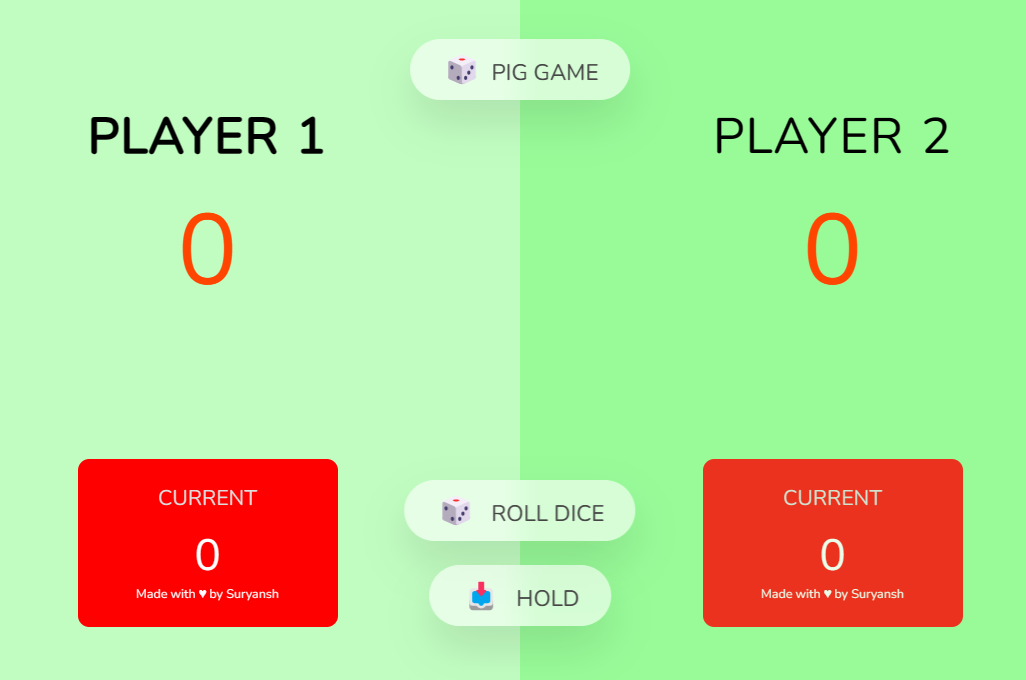 PIG GAME
PLAYER 1
0
PLAYER 2
0
CURRENT
0
Made with ♥ by Suryansh
ROLL DICE
HOLD
CURRENT
0
Made with ♥ by Suryansh